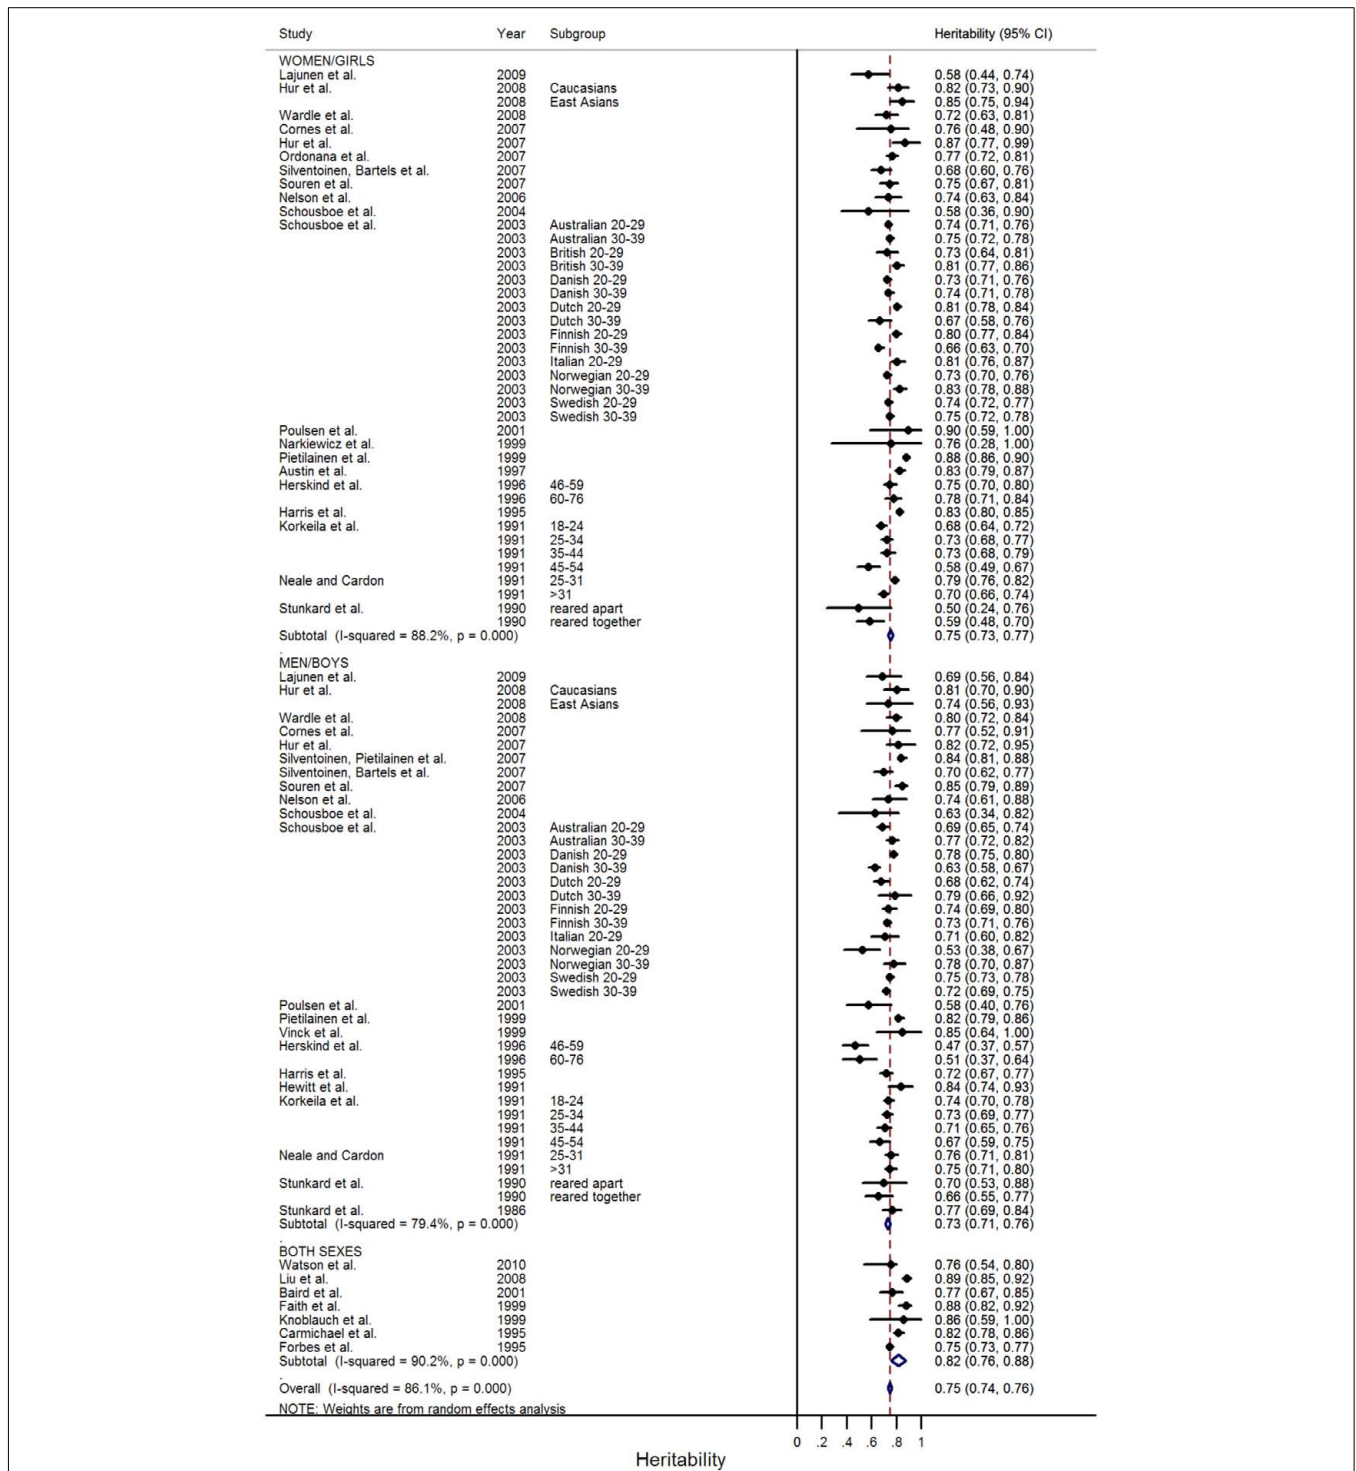 Study Year Subgroup Heritability (95% CI)
WOMEN/GIRLS
Lajunen et al. 2009 0.58 (0.44, 0.74)
Hur et al. 2008 Caucasians 0.82 (0.73, 0.90)
2008 East Asians 0.85 (0.75, 0.94)
Wardle et al. 2008 0.72 (0.63, 0.81)
Cornes et al. 2007 0.76 (0.48, 0.90)
Hur et al. 2007 0.87 (0.77, 0.99)
Ordonana et al. 2007 0.77 (0.72, 0.81)
Silventoinen, Bartels et al. 2007 0.68 (0.60, 0.76)
Souren et al. 2007 0.75 (0.67, 0.81)
Nelson et al. 2006 0.74 (0.63, 0.84)
Schousboe et al. 2004 0.58 (0.36, 0.90)
Schousboe et al. 2003 Australian 20-29 0.74 (0.71, 0.76)
2003 Australian 30-39 0.75 (0.72, 0.78)
2003 British 20-29 0.73 (0.64, 0.81)
2003 British 30-39 0.81 (0.77, 0.86)
2003 Danish 20-29 0.73 (0.71, 0.76)
2003 Danish 30-39 0.74 (0.71, 0.78)
2003 Dutch 20-29 0.81 (0.78, 0.84)
2003 Dutch 30-39 0.67 (0.58, 0.76)
2003 Finnish 20-29 0.80 (0.77, 0.84)
2003 Finnish 30-39 0.66 (0.63, 0.70)
2003 Italian 20-29 0.81 (0.76, 0.87)
2003 Norwegian 20-29 0.73 (0.70, 0.76)
2003 Norwegian 30-39 0.83 (0.78, 0.88)
2003 Swedish 20-29 0.74 (0.72, 0.77)
2003 Swedish 30-39 0.75 (0.72, 0.78)
Poulsen et al. 2001 0.90 (0.59, 1.00)
Narkiewicz et al. 1999 0.76 (0.28, 1.00)
Pietilainen et al. 1999 0.88 (0.86, 0.90)
Austin et al. 1997 0.83 (0.79, 0.87)
Herskind et al. 1996 46-59 0.75 (0.70, 0.80)
1996 60-76 0.78 (0.71, 0.84)
Harris et al. 1995 0.83 (0.80, 0.85)
Korkeila et al. 1991 18-24 0.68 (0.64, 0.72)
1991 25-34 0.73 (0.68, 0.77)
1991 35-44 0.73 (0.68, 0.79)
1991 45-54 0.58 (0.49, 0.67)
Neale and Cardon 1991 25-31 0.79 (0.76, 0.82)
1991 >31 0.70 (0.66, 0.74)
Stunkard et al. 1990 reared apart 0.50 (0.24, 0.76)
1990 reared together 0.59 (0.48, 0.70)
Subtotal (I-squared = 88.2%, p = 0.000) 0.75 (0.73, 0.77)
.
MEN/BOYS
Lajunen et al. 2009 0.69 (0.56, 0.84)
Hur et al. 2008 Caucasians 0.81 (0.70, 0.90)
2008 East Asians 0.74 (0.56, 0.93)
Wardle et al. 2008 0.80 (0.72, 0.84)
Cornes et al. 2007 0.77 (0.52, 0.91)
Hur et al. 2007 0.82 (0.72, 0.95)
Silventoinen, Pietilainen et al. 2007 0.84 (0.81, 0.88)
Silventoinen, Bartels et al. 2007 0.70 (0.62, 0.77)
Souren et al. 2007 0.85 (0.79, 0.89)
Nelson et al. 2006 0.74 (0.61, 0.88)
Schousboe et al. 2004 0.63 (0.34, 0.82)
Schousboe et al. 2003 Australian 20-29 0.69 (0.65, 0.74)
2003 Australian 30-39 0.77 (0.72, 0.82)
2003 Danish 20-29 0.78 (0.75, 0.80)
2003 Danish 30-39 0.63 (0.58, 0.67)
2003 Dutch 20-29 0.68 (0.62, 0.74)
2003 Dutch 30-39 0.79 (0.66, 0.92)
2003 Finnish 20-29 0.74 (0.69, 0.80)
2003 Finnish 30-39 0.73 (0.71, 0.76)
2003 Italian 20-29 0.71 (0.60, 0.82)
2003 Norwegian 20-29 0.53 (0.38, 0.67)
2003 Norwegian 30-39 0.78 (0.70, 0.87)
2003 Swedish 20-29 0.75 (0.73, 0.78)
2003 Swedish 30-39 0.72 (0.69, 0.75)
Poulsen et al. 2001 0.58 (0.40, 0.76)
Pietilainen et al. 1999 0.82 (0.79, 0.86)
Vinck et al. 1999 0.85 (0.64, 1.00)
Herskind et al. 1996 46-59 0.47 (0.37, 0.57)
1996 60-76 0.51 (0.37, 0.64)
Harris et al. 1995 0.72 (0.67, 0.77)
Hewitt et al. 1991 0.84 (0.74, 0.93)
Korkeila et al. 1991 18-24 0.74 (0.70, 0.78)
1991 25-34 0.73 (0.69, 0.77)
1991 35-44 0.71 (0.65, 0.76)
1991 45-54 0.67 (0.59, 0.75)
Neale and Cardon 1991 25-31 0.76 (0.71, 0.81)
1991 >31 0.75 (0.71, 0.80)
Stunkard et al. 1990 reared apart 0.70 (0.53, 0.88)
1990 reared together 0.66 (0.55, 0.77)
Stunkard et al. 1986 0.77 (0.69, 0.84)
Subtotal (I-squared = 79.4%, p = 0.000) 0.73 (0.71, 0.76)
.
BOTH SEXES
Watson et al. 2010 0.76 (0.54, 0.80)
Liu et al. 2008 0.89 (0.85, 0.92)
Baird et al. 2001 0.77 (0.67, 0.85)
Faith et al. 1999 0.88 (0.82, 0.92)
Knoblauch et al. 1999 0.86 (0.59, 1.00)
Carmichael et al. 1995 0.82 (0.78, 0.86)
Forbes et al. 1995 0.75 (0.73, 0.77)
Subtotal (I-squared = 90.2%, p = 0.000) 0.82 (0.76, 0.88)
.
Overall (I-squared = 86.1%, p = 0.000) 0.75 (0.74, 0.76)
NOTE: Weights are from random effects analysis
0 .2 .4 .6 .8 1
Heritability